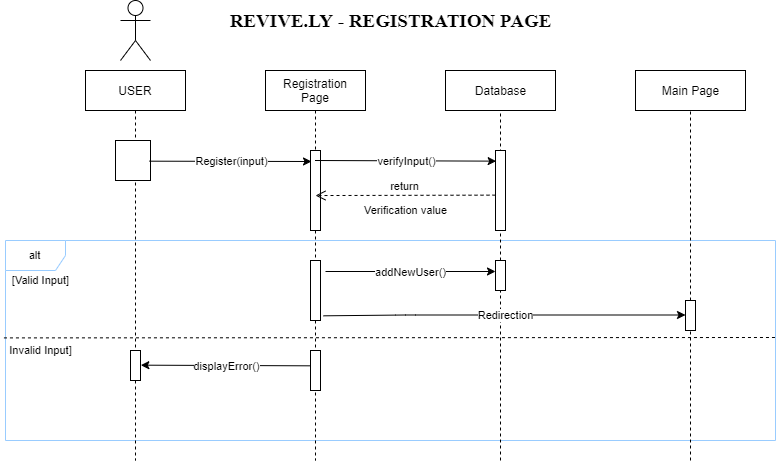 REVIVE.LY - REGISTRATION PAGE
USER
Registration
Page
Database
Main Page
Register(input)
verifyInput()
return
Verification value
alt
[Valid Input]
addNewUser()
Redirection
Invalid Input]
displayError()